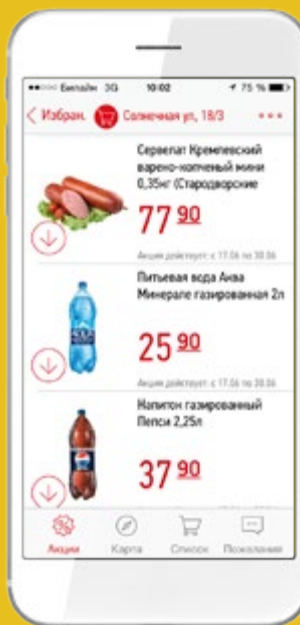 Билайн 3G 10:02 75 %
Избран. Солнечная ул, 18/3
Сервелат Кремлевский
варено-копченый мини
0,35кг (Стародворские
77 90
Акция действует: с 17.06 по 30.06
Питьевая вода Аква
Минерале газированная 2л
25 90
Акция действует: с 17.06 по 30.06
Напиток газированный
Пепси 2,25л
37 90
Акции Карта Список Пожелания